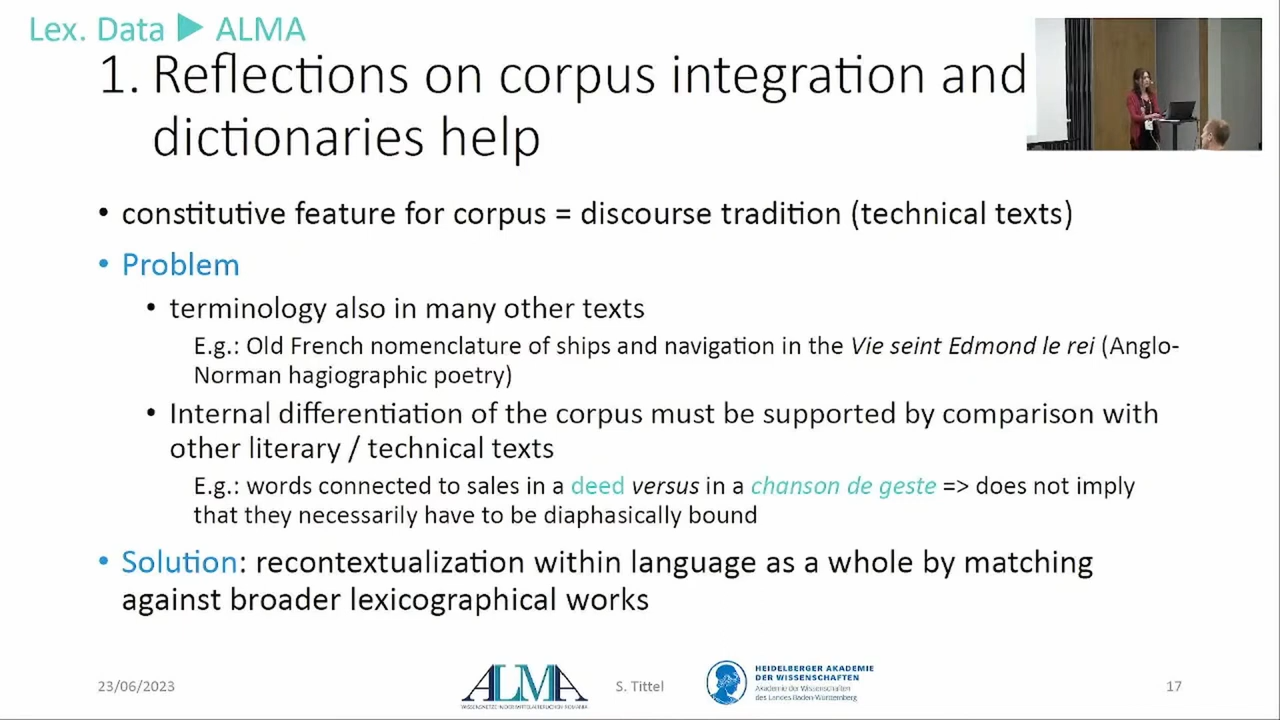 Lex. Data ▶ ALMA
1. Reflections on corpus integration and
dictionaries help
• constitutive feature for corpus = discourse tradition (technical texts)
• Problem
• terminology also in many other texts
E.g.: Old French nomenclature of ships and navigation in the Vie seint Edmond le rei (Anglo-
Norman hagiographic poetry)
• Internal differentiation of the corpus must be supported by comparison with
other literary / technical texts
E.g.: words connected to sales in a deed versus in a chanson de geste => does not imply
that they necessarily have to be diaphasically bound
• Solution: recontextualization within language as a whole by matching
against broader lexicographical works
23/06/2023
ALMA
S. Tittel
HEIDELBERGER AKADEMIE
DER WISSENSCHAFTEN
Akademie der Wissenschaften
des Landes Baden-Württemberg
17